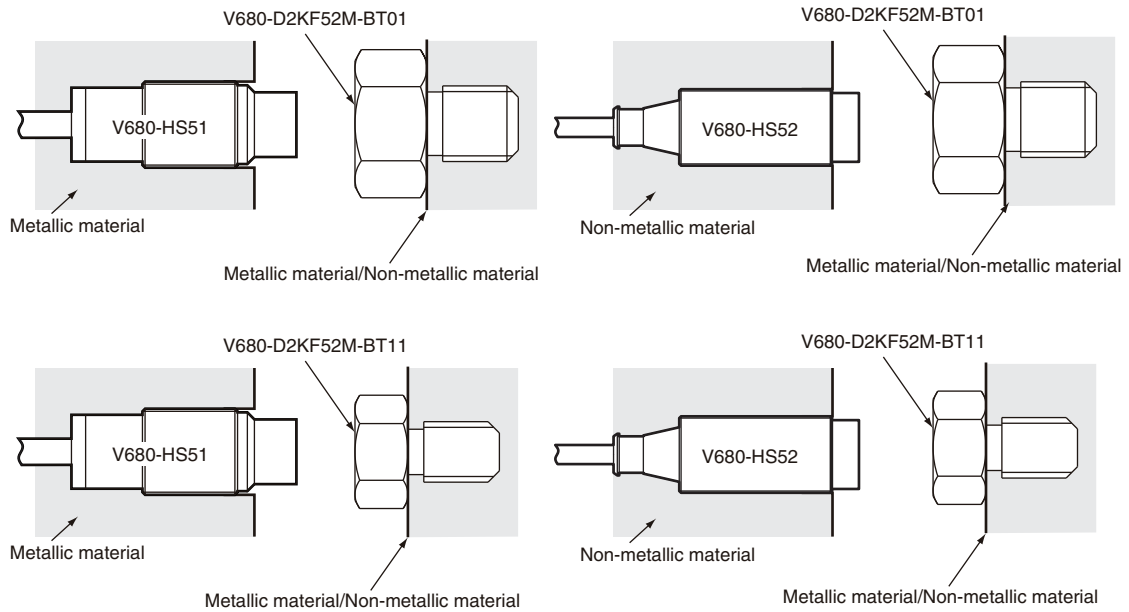 V680-D2KF52M-BT01
V680-HS51
Metallic material
Metallic material/Non-metallic material
V680-D2KF52M-BT01
V680-HS52
Non-metallic material
Metallic material/Non-metallic material
V680-D2KF52M-BT11
V680-HS51
Metallic material
Metallic material/Non-metallic material
V680-D2KF52M-BT11
V680-HS52
Non-metallic material
Metallic material/Non-metallic material